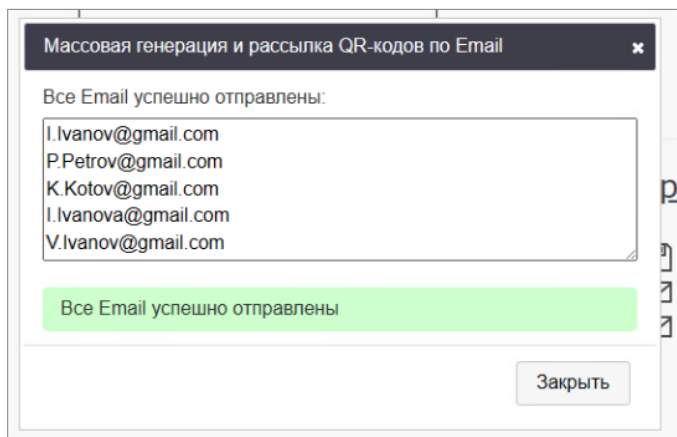 Массовая генерация и рассылка QR-кодов по Email
Все Email успешно отправлены:
I.Ivanov@gmail.com
P.Petrov@gmail.com
K.Kotov@gmail.com
I.Ivanova@gmail.com
V.Ivanov@gmail.com
Все Email успешно отправлены
Закрыть